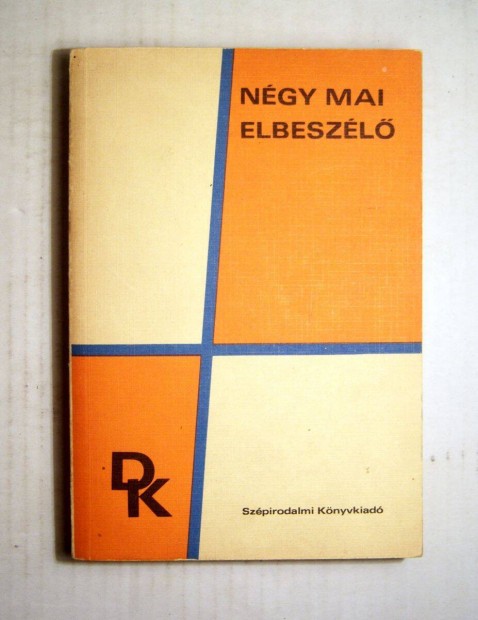 NÉGY MAI
ELBESZÉLŐ
DK
Szépirodalmi Könyvkiadó